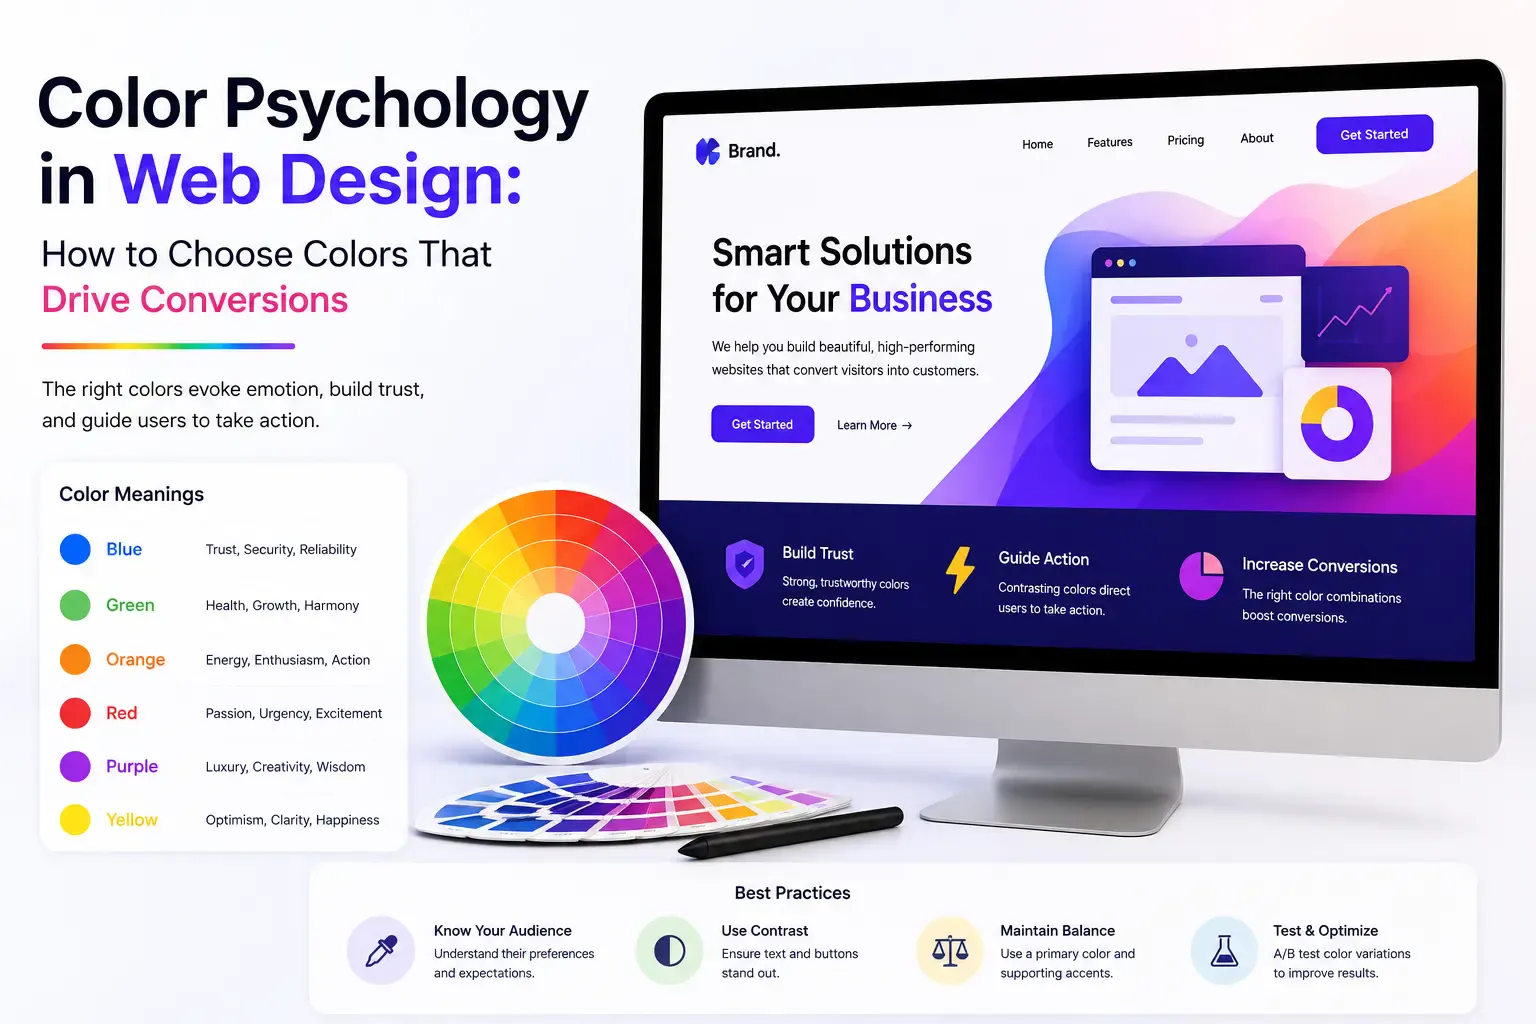 Color Psychology
in Web Design:
How to Choose Colors That
Drive Conversions
The right colors evoke emotion, build trust,
and guide users to take action.
Color Meanings
Blue Trust, Security, Reliability
Green Health, Growth, Harmony
Orange Energy, Enthusiasm, Action
Red Passion, Urgency, Excitement
Purple Luxury, Creativity, Wisdom
Yellow Optimism, Clarity, Happiness
Brand.
Home Features Pricing About Get Started
Smart Solutions
for Your Business
We help you build beautiful, high-performing
websites that convert visitors into customers.
Get Started Learn More →
Build Trust
Strong, trustworthy colors
create confidence.
Guide Action
Contrasting colors direct
users to take action.
Increase Conversions
The right color combinations
boost conversions.
Best Practices
Know Your Audience
Understand their preferences
and expectations.
Use Contrast
Ensure text and buttons
stand out.
Maintain Balance
Use a primary color and
supporting accents.
Test & Optimize
A/B test color variations
to improve results.